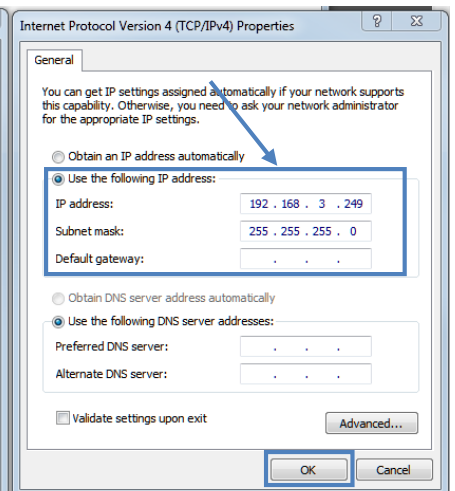 Internet Protocol Version 4 (TCP/IPv4) Properties
General
You can get IP settings assigned automatically if your network supports
this capability. Otherwise, you need to ask your network administrator
for the appropriate IP settings.
Obtain an IP address automatically
Use the following IP address:
IP address: 192 . 168 . 3 . 249
Subnet mask: 255 . 255 . 255 . 0
Default gateway: . . .
Obtain DNS server address automatically
Use the following DNS server addresses:
Preferred DNS server: . . .
Alternate DNS server: . . .
Validate settings upon exit
Advanced...
OK Cancel